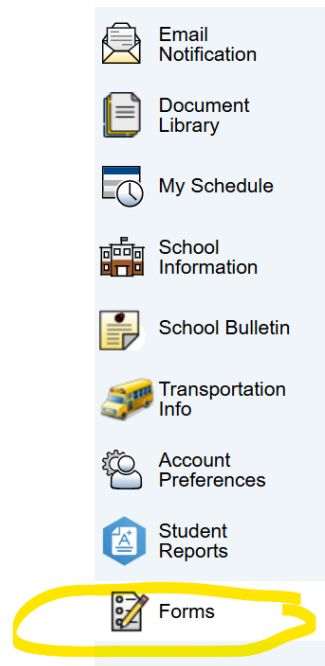 Email
Notification
Document
Library
My Schedule
School
Information
School Bulletin
Transportation
Info
Account
Preferences
Student
Reports
Forms